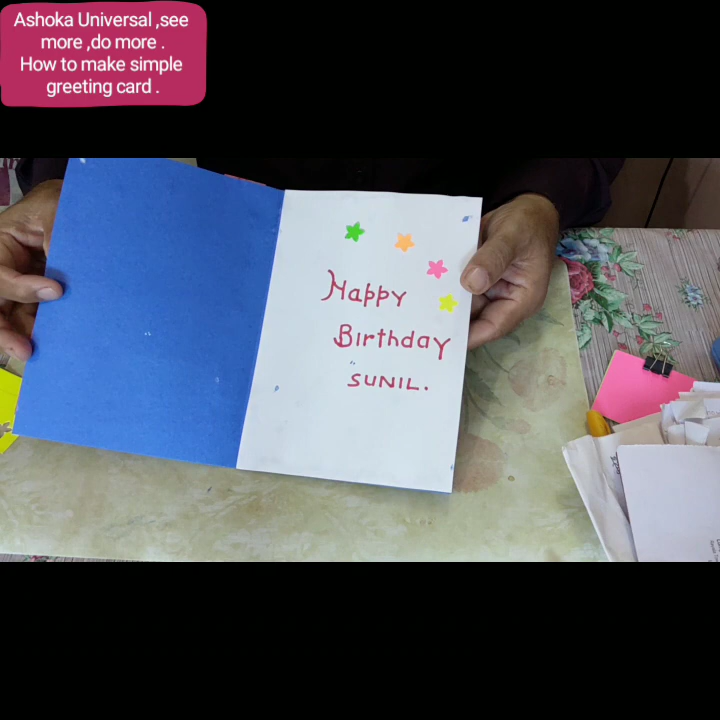 Ashoka Universal ,see
more ,do more .
How to make simple
greeting card .
Happy
Birthday
SUNIL.